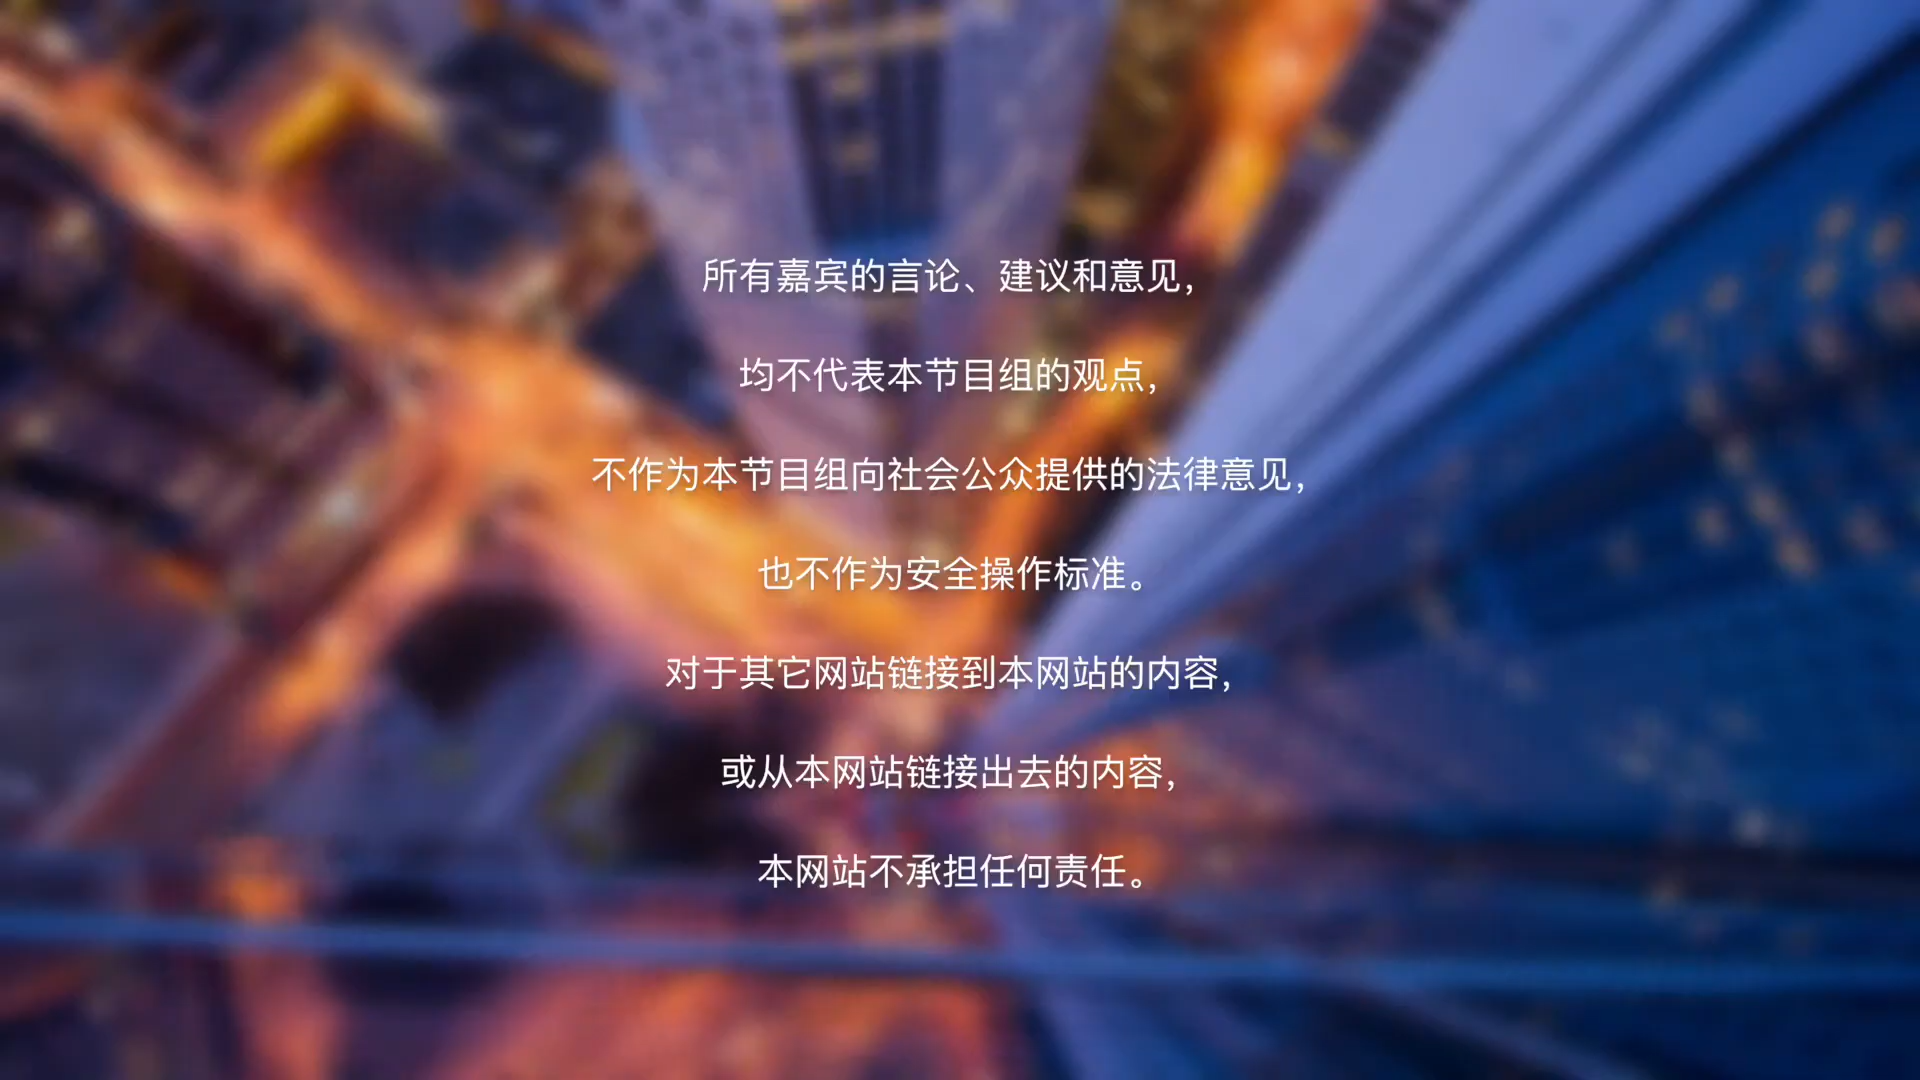 所有嘉宾的言论、建议和意见，
均不代表本节目组的观点，
不作为本节目组向社会公众提供的法律意见，
也不作为安全操作标准。
对于其它网站链接到本网站的内容，
或从本网站链接出去的内容，
本网站不承担任何责任。